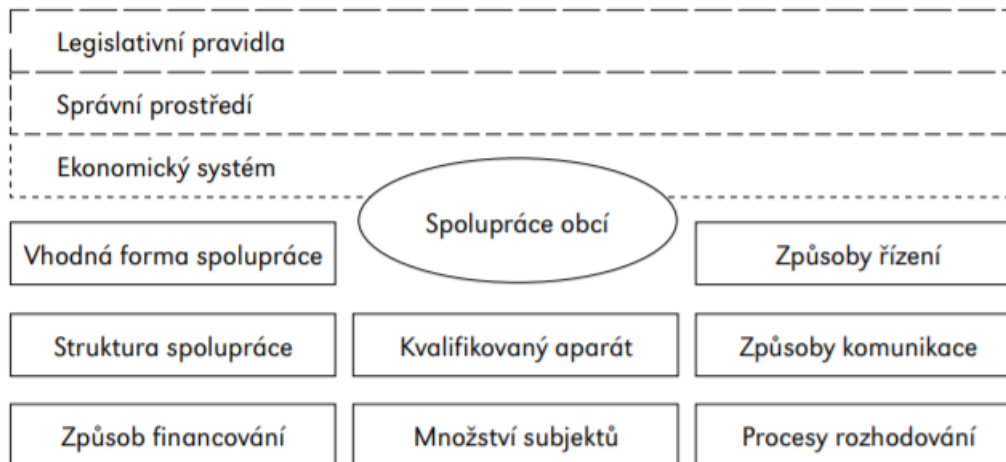 Legislativní pravidla
Správní prostředí
Ekonomický systém
Spolupráce obcí
Vhodná forma spolupráce
Způsoby řízení
Struktura spolupráce
Kvalifikovaný aparát
Způsoby komunikace
Způsob financování
Množství subjektů
Procesy rozhodování